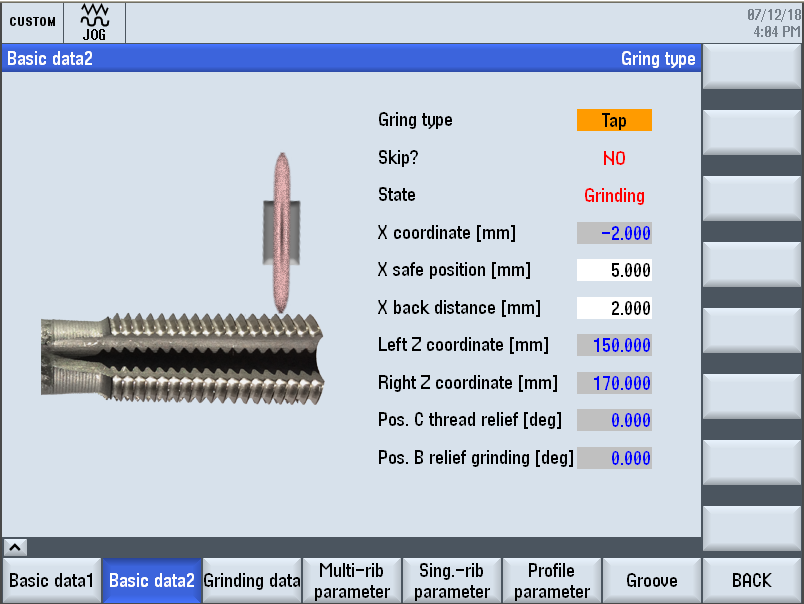 CUSTOM
JOG
07/12/18
4:04 PM
Basic data2
Gring type
Gring type
Tap
Skip?
NO
State
Grinding
X coordinate [mm]
-2.000
X safe position [mm]
5.000
X back distance [mm]
2.000
Left Z coordinate [mm]
150.000
Right Z coordinate [mm]
170.000
Pos. C thread relief [deg]
0.000
Pos. B relief grinding [deg]
0.000
Basic data1
Basic data2
Grinding data
Multi-rib
parameter
Sing.-rib
parameter
Profile
parameter
Groove
BACK